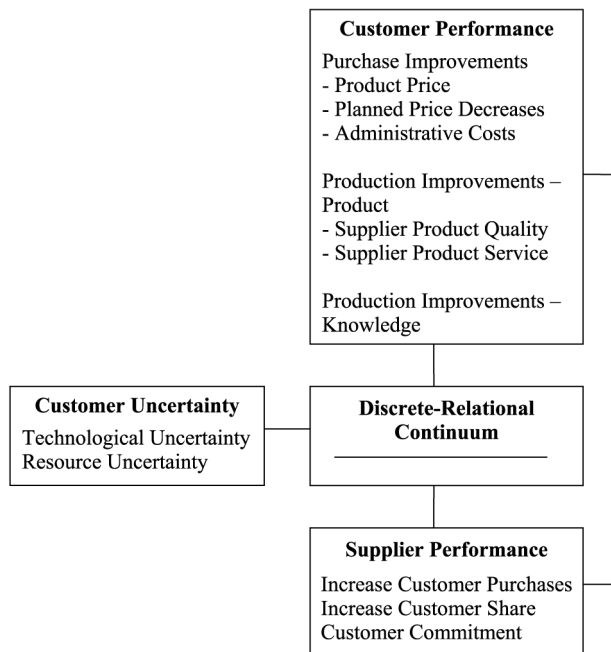 Customer Performance
Purchase Improvements
- Product Price
- Planned Price Decreases
- Administrative Costs
Production Improvements –
Product
- Supplier Product Quality
- Supplier Product Service
Production Improvements –
Knowledge
Customer Uncertainty
Technological Uncertainty
Resource Uncertainty
Discrete-Relational
Continuum
Supplier Performance
Increase Customer Purchases
Increase Customer Share
Customer Commitment